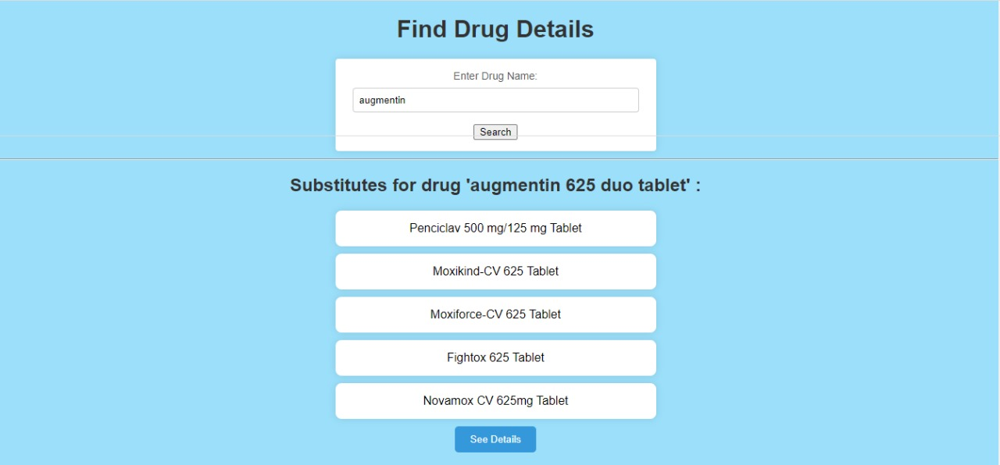 Find Drug Details
Enter Drug Name:
augmentin
Search
Substitutes for drug 'augmentin 625 duo tablet' :
Penciclav 500 mg/125 mg Tablet
Moxikind-CV 625 Tablet
Moxiforce-CV 625 Tablet
Fightox 625 Tablet
Novamox CV 625mg Tablet
See Details